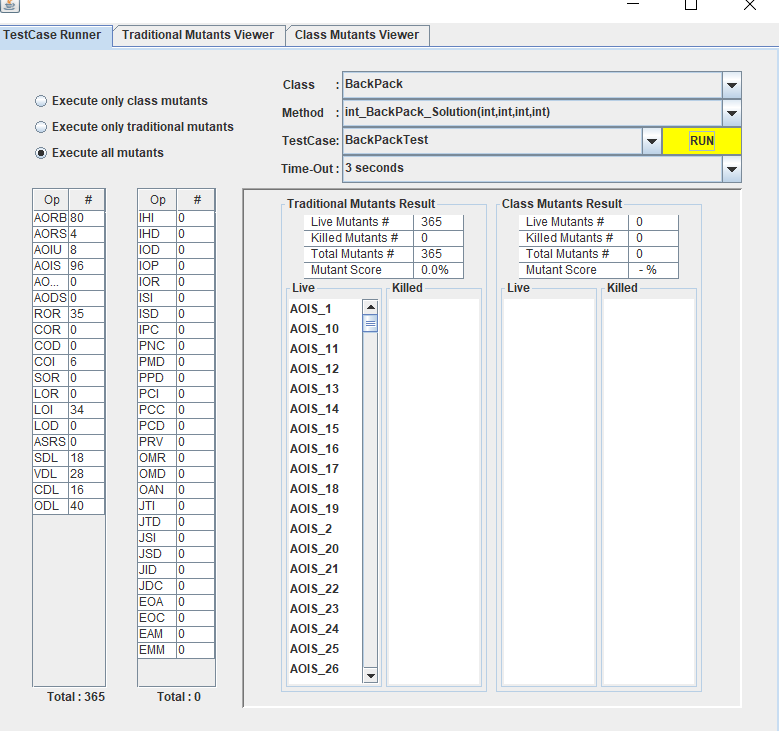 TestCase Runner Traditional Mutants Viewer Class Mutants Viewer
Execute only class mutants
Execute only traditional mutants
Execute all mutants
Class : BackPack
Method : int_BackPack_Solution(int,int,int,int)
TestCase: BackPackTest RUN
Time-Out : 3 seconds
Op #
AORB 80
AORS 4
AOIU 8
AOIS 96
AO... 0
AODS 0
ROR 35
COR 0
COD 0
COI 6
SOR 0
LOR 0
LOI 34
LOD 0
ASRS 0
SDL 18
VDL 28
CDL 16
ODL 40
Total : 365
Op #
IHI 0
IHD 0
IOD 0
IOP 0
IOR 0
ISI 0
ISD 0
IPC 0
PNC 0
PMD 0
PPD 0
PCI 0
PCC 0
PCD 0
PRV 0
OMR 0
OMD 0
OAN 0
JTI 0
JTD 0
JSI 0
JSD 0
JID 0
JDC 0
EOA 0
EOC 0
EAM 0
EMM 0
Total : 0
Traditional Mutants Result
Live Mutants # 365
Killed Mutants # 0
Total Mutants # 365
Mutant Score 0.0%
Live Killed
AOIS_1
AOIS_10
AOIS_11
AOIS_12
AOIS_13
AOIS_14
AOIS_15
AOIS_16
AOIS_17
AOIS_18
AOIS_19
AOIS_2
AOIS_20
AOIS_21
AOIS_22
AOIS_23
AOIS_24
AOIS_25
AOIS_26
Class Mutants Result
Live Mutants # 0
Killed Mutants # 0
Total Mutants # 0
Mutant Score - %
Live Killed